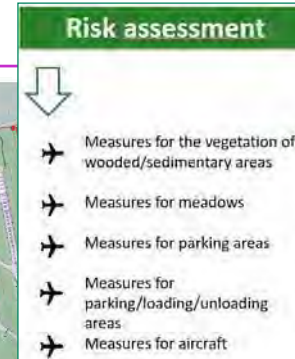 Risk assessment
Measures for the vegetation of
wooded/sedimentary areas
Measures for meadows
Measures for parking areas
Measures for
parking/loading/unloading
areas
Measures for aircraft